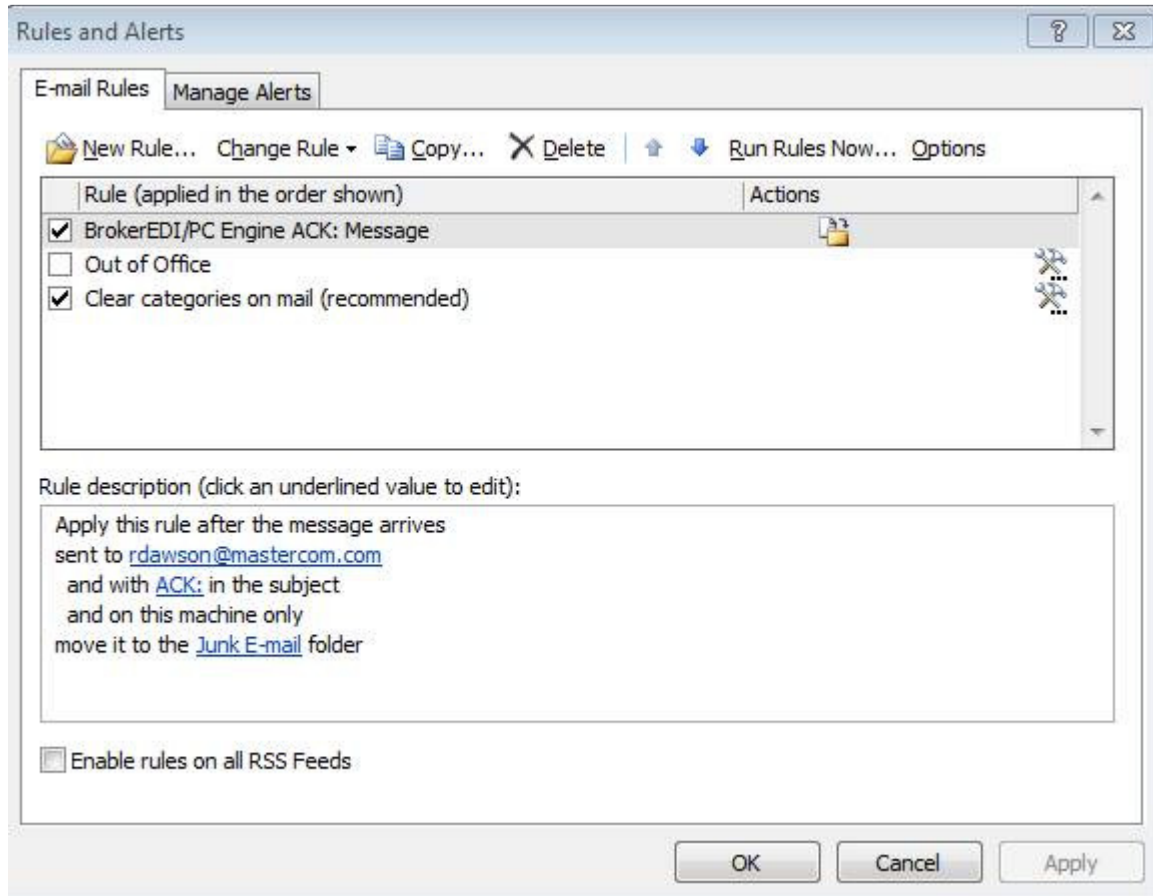 Rules and Alerts
E-mail Rules Manage Alerts
New Rule... Change Rule Copy... Delete Run Rules Now... Options
Rule (applied in the order shown) Actions
BrokerEDI/PC Engine ACK: Message
Out of Office
Clear categories on mail (recommended)
Rule description (click an underlined value to edit):
Apply this rule after the message arrives
sent to rdawson@mastercom.com
and with ACK: in the subject
and on this machine only
move it to the Junk E-mail folder
Enable rules on all RSS Feeds
OK Cancel Apply